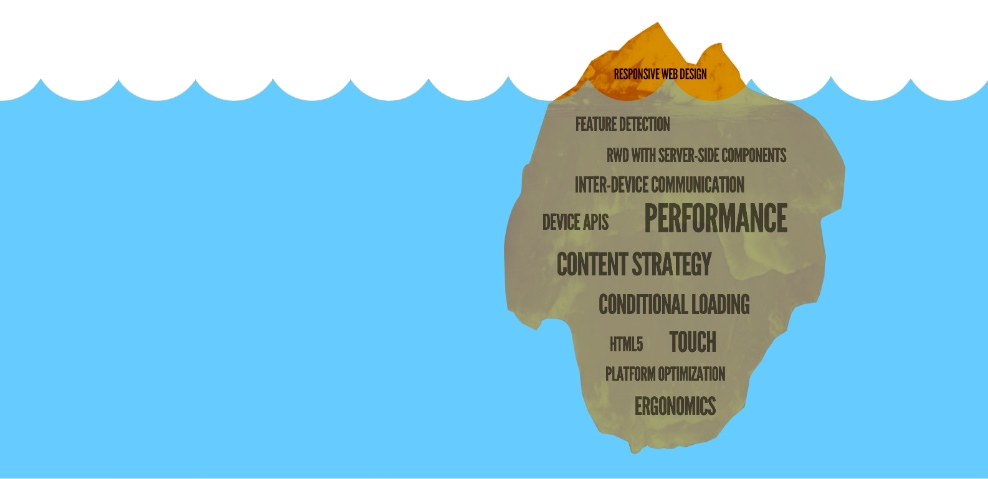 RESPONSIVE WEB DESIGN
FEATURE DETECTION
RWD WITH SERVER-SIDE COMPONENTS
INTER-DEVICE COMMUNICATION
DEVICE APIS PERFORMANCE
CONTENT STRATEGY
CONDITIONAL LOADING
HTML5 TOUCH
PLATFORM OPTIMIZATION
ERGONOMICS